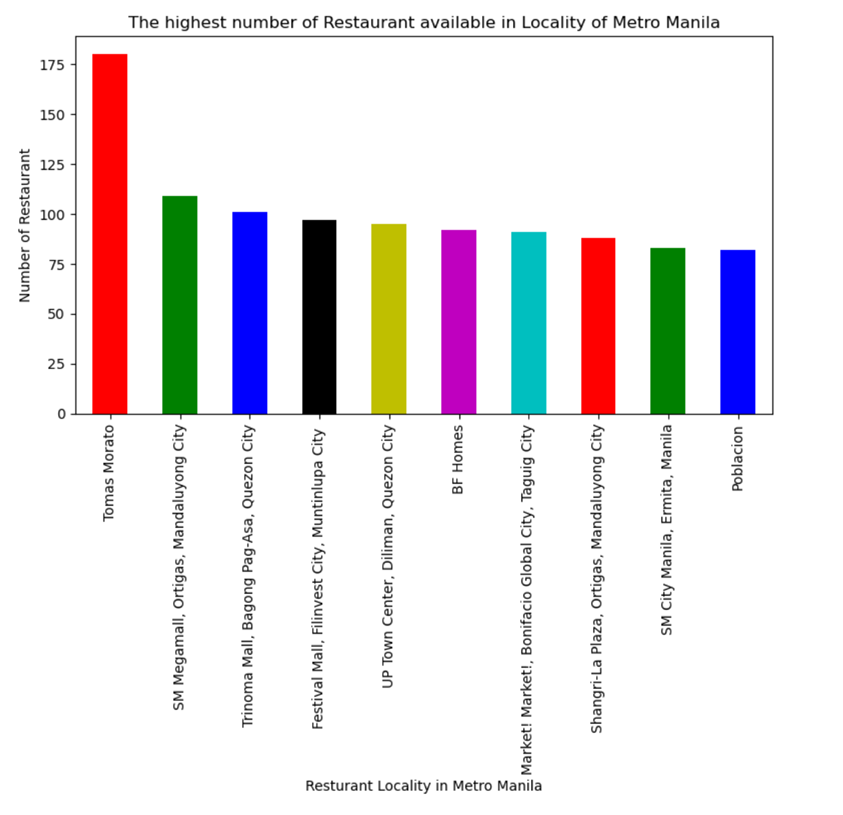 The highest number of Restaurant available in Locality of Metro Manila
Number of Restaurant
175
150
125
100
75
50
25
0
Tomas Morato
SM Megamall, Ortigas, Mandaluyong City
Trinoma Mall, Bagong Pag-Asa, Quezon City
Festival Mall, Filinvest City, Muntinlupa City
UP Town Center, Diliman, Quezon City
BF Homes
Market! Market!, Bonifacio Global City, Taguig City
Shangri-La Plaza, Ortigas, Mandaluyong City
SM City Manila, Ermita, Manila
Poblacion
Resturant Locality in Metro Manila